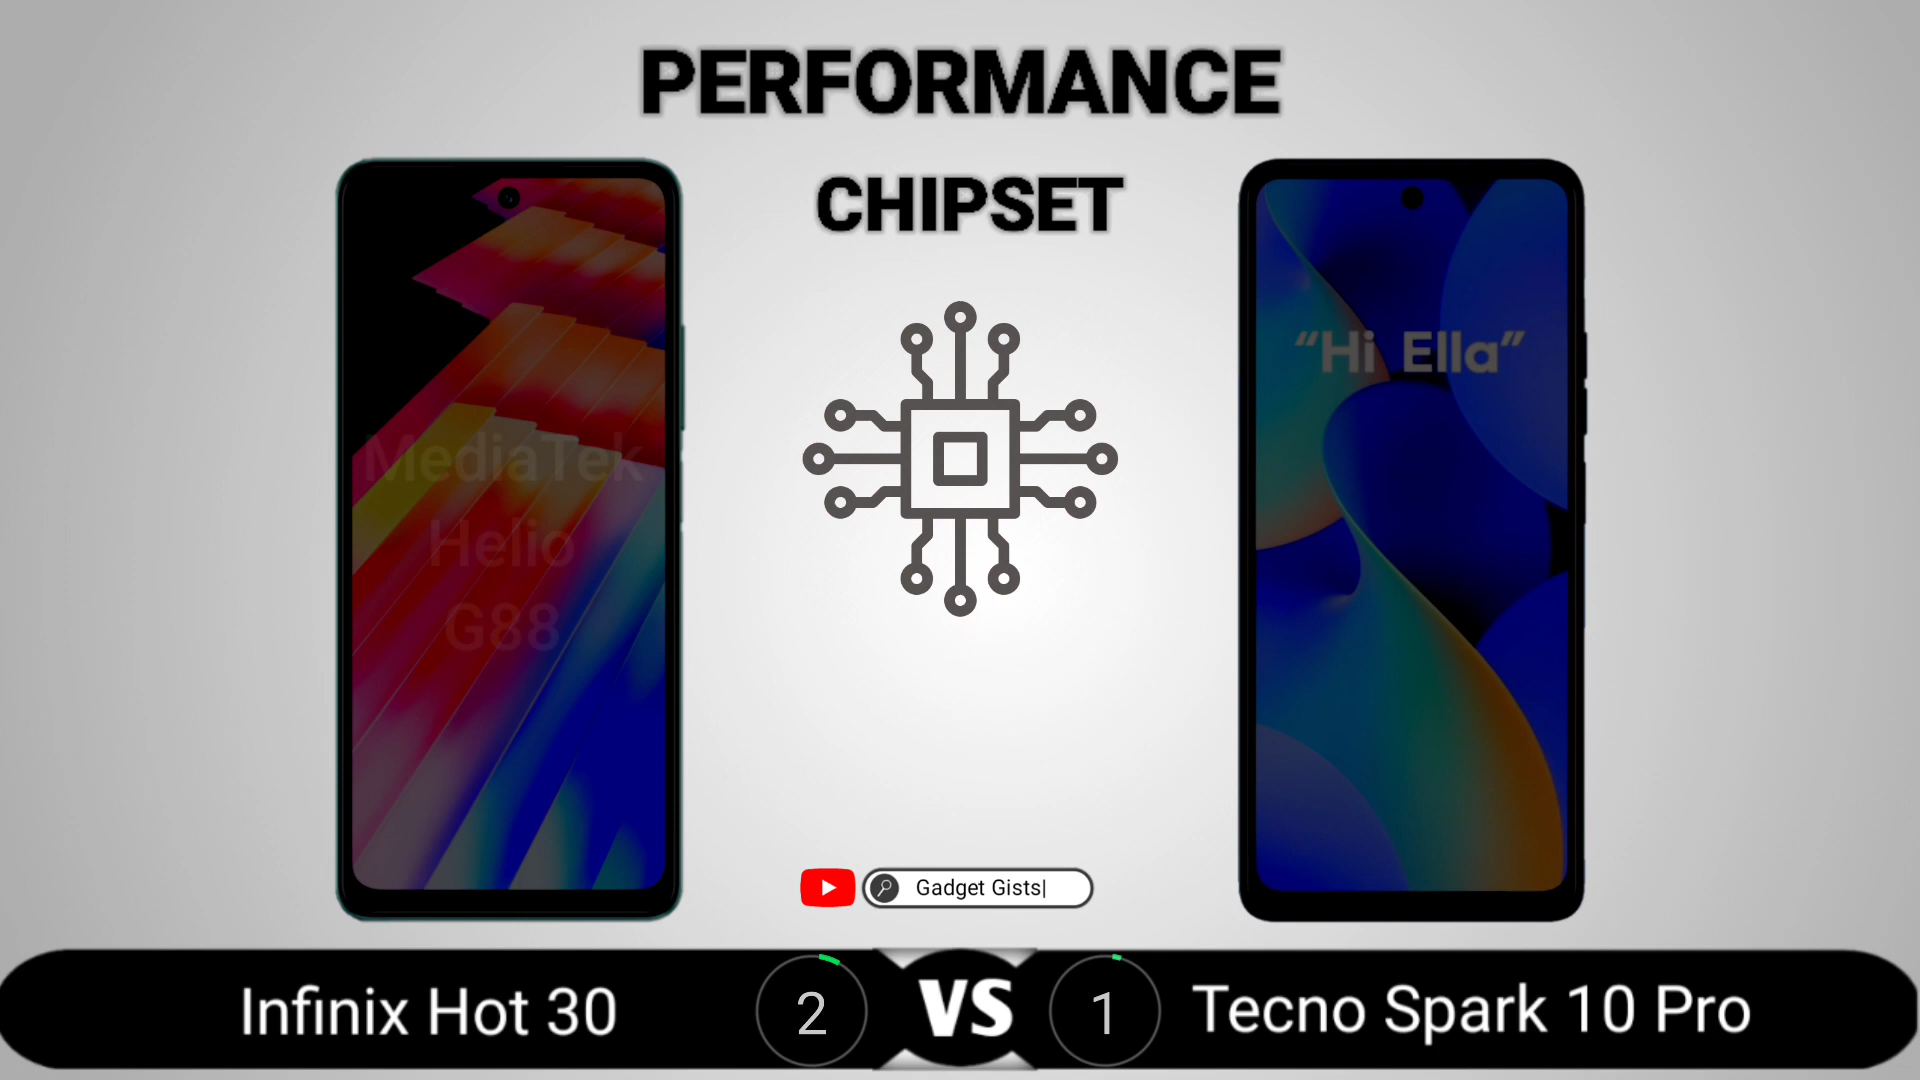 PERFORMANCE
CHIPSET
MediaTek
Helio
G88
“Hi Ella”
Gadget Gists|
Infinix Hot 30
2
VS
1
Tecno Spark 10 Pro